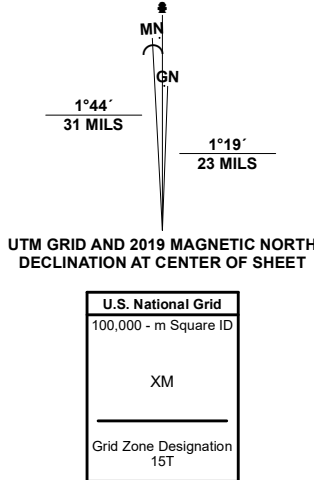 MN
GN
1°44´
31 MILS
1°19´
23 MILS
UTM GRID AND 2019 MAGNETIC NORTH
DECLINATION AT CENTER OF SHEET
U.S. National Grid
100,000 - m Square ID
XM
Grid Zone Designation
15T